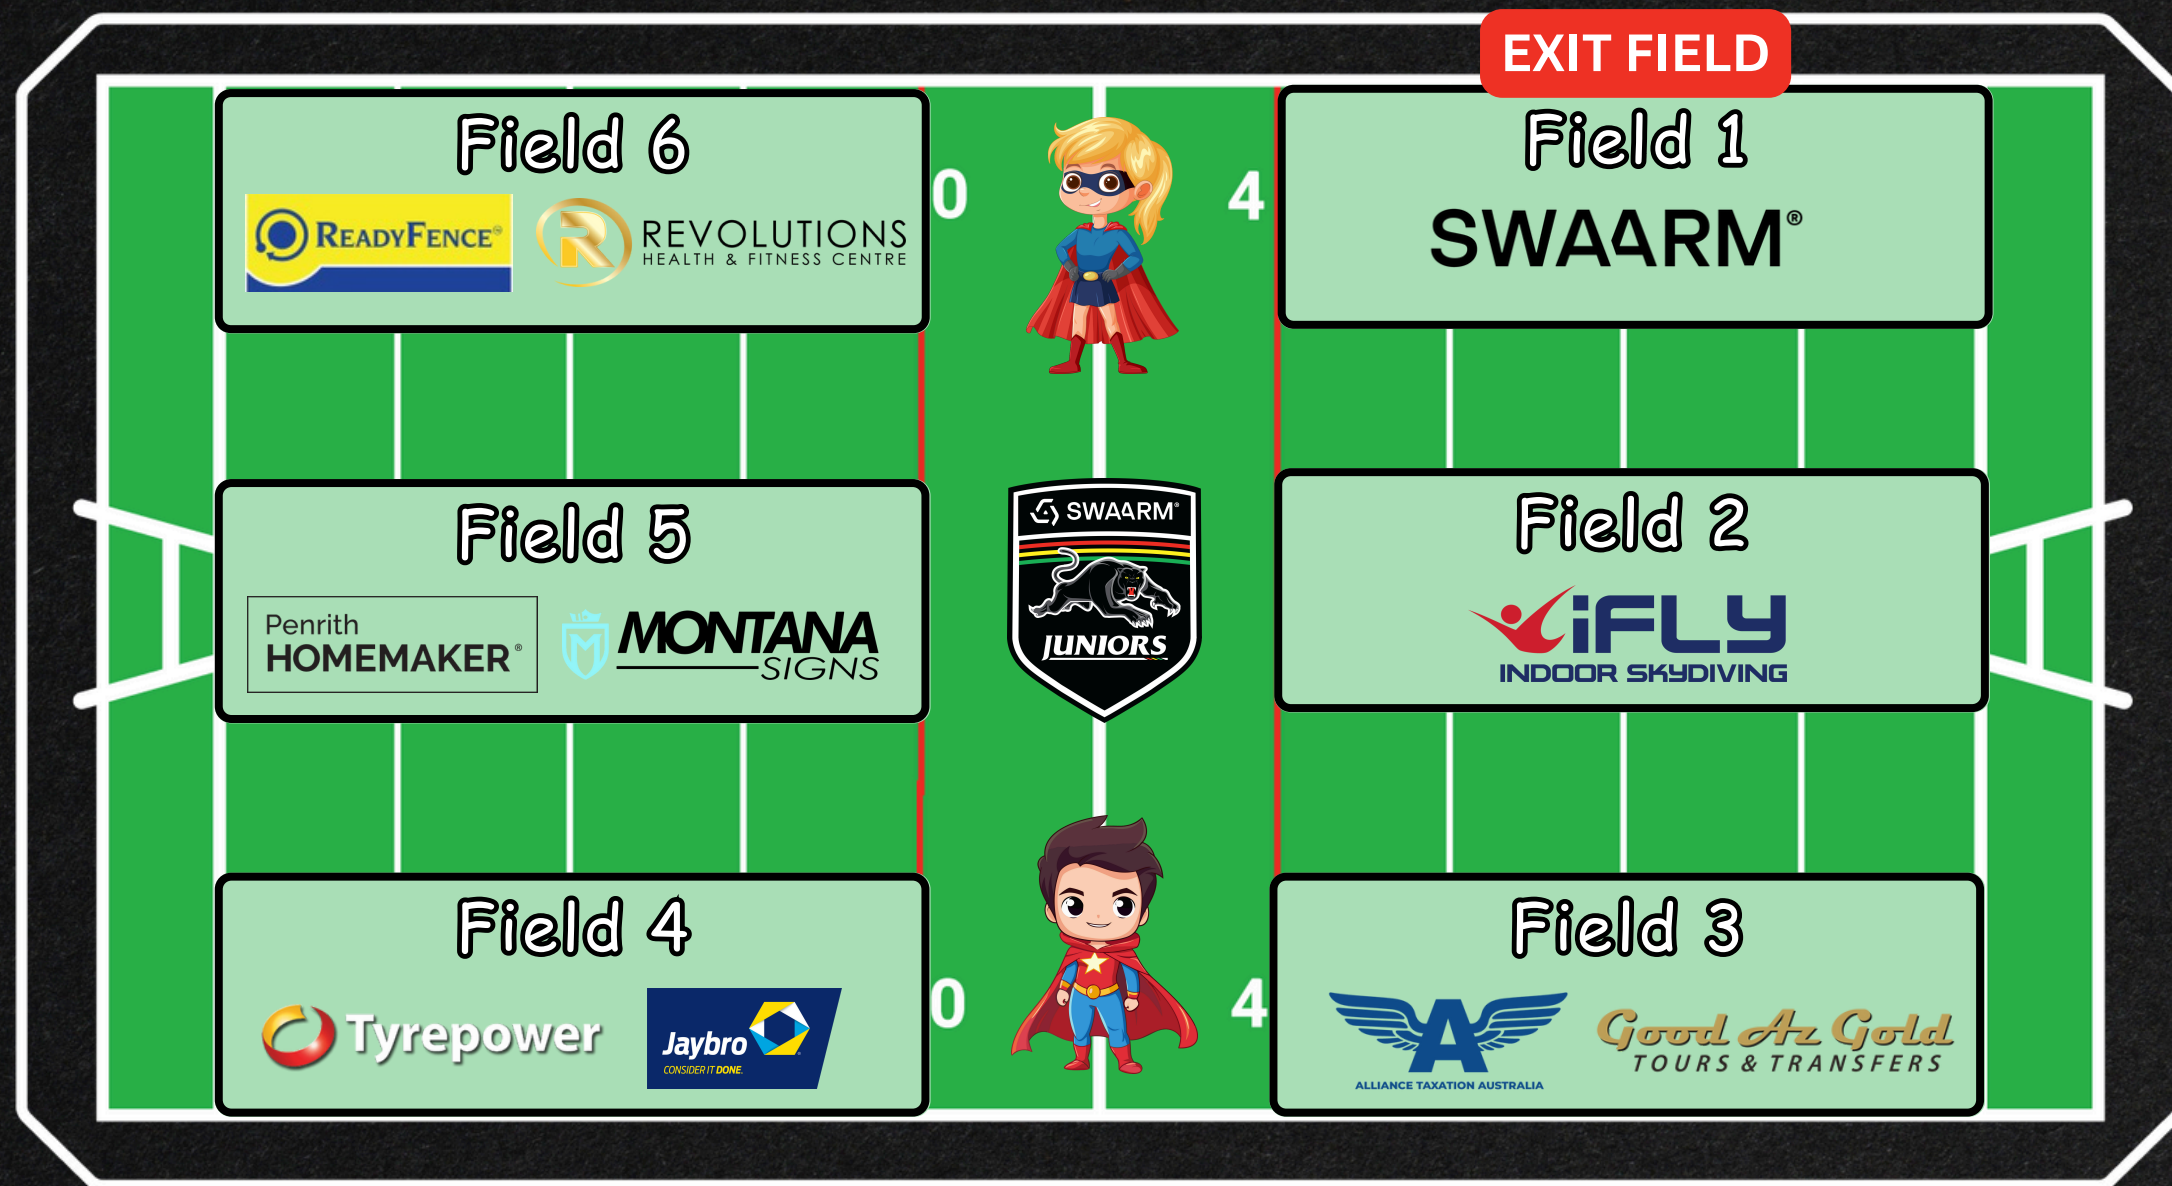 EXIT FIELD
Field 6
READYFENCE®
REVOLUTIONS
HEALTH & FITNESS CENTRE
0
4
Field 1
SWAARM®
Field 5
Penrith
HOMEMAKER®
MONTANA
SIGNS
SWAARM®
JUNIORS
Field 2
iFLY
INDOOR SKYDIVING
Field 4
Tyrepower
Jaybro
CONSIDER IT DONE.
0
4
Field 3
ALLIANCE TAXATION AUSTRALIA
Good Az Gold
TOURS & TRANSFERS